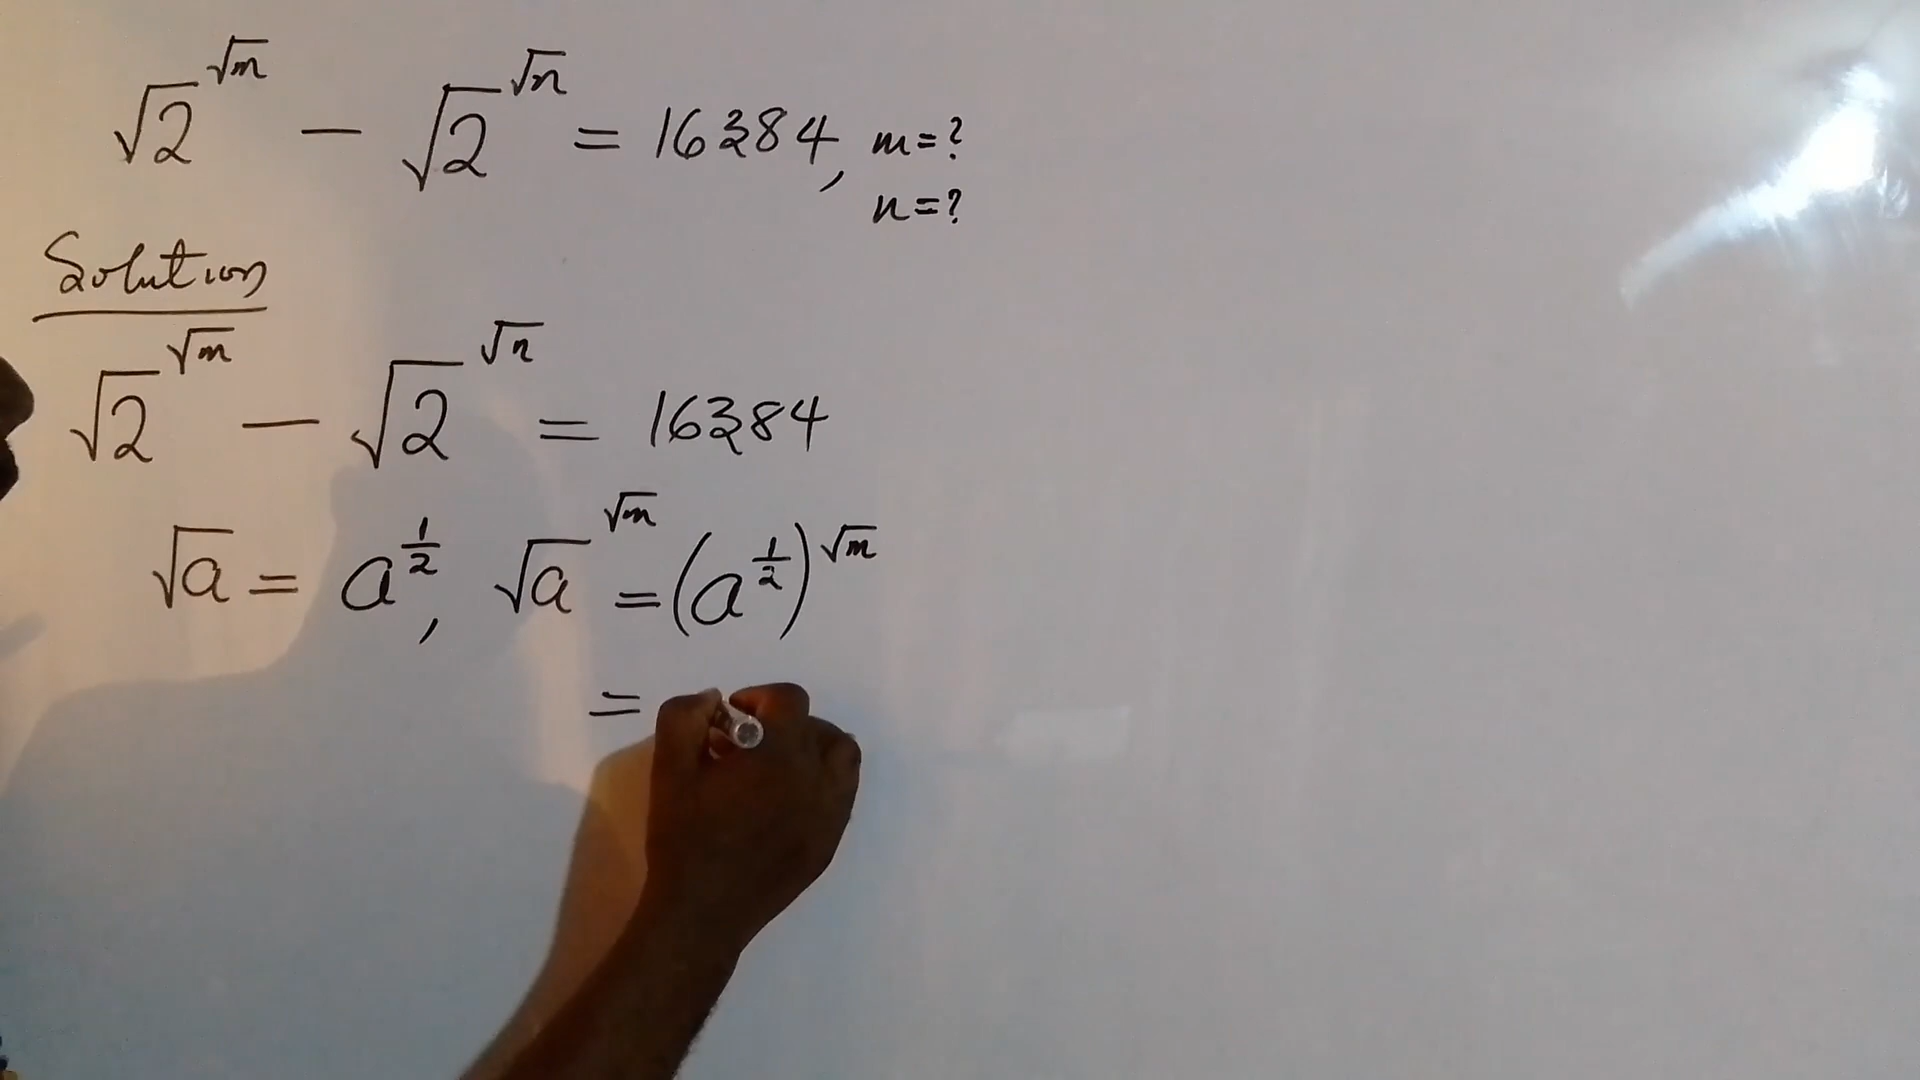 √2^√m − √2^√n = 16384, m=?
n=?
Solution
√2^√m − √2^√n = 16384
√a = a^½, √a^√m = (a^½)^√m
=